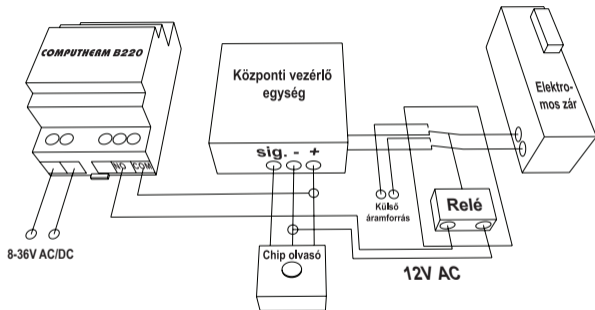 COMPUTHERM B220
NO
COM
8-36V AC/DC
Központi vezérlő
egység
sig. - +
Chip olvasó
Külső
áramforrás
Relé
12V AC
Elektro-
mos zár